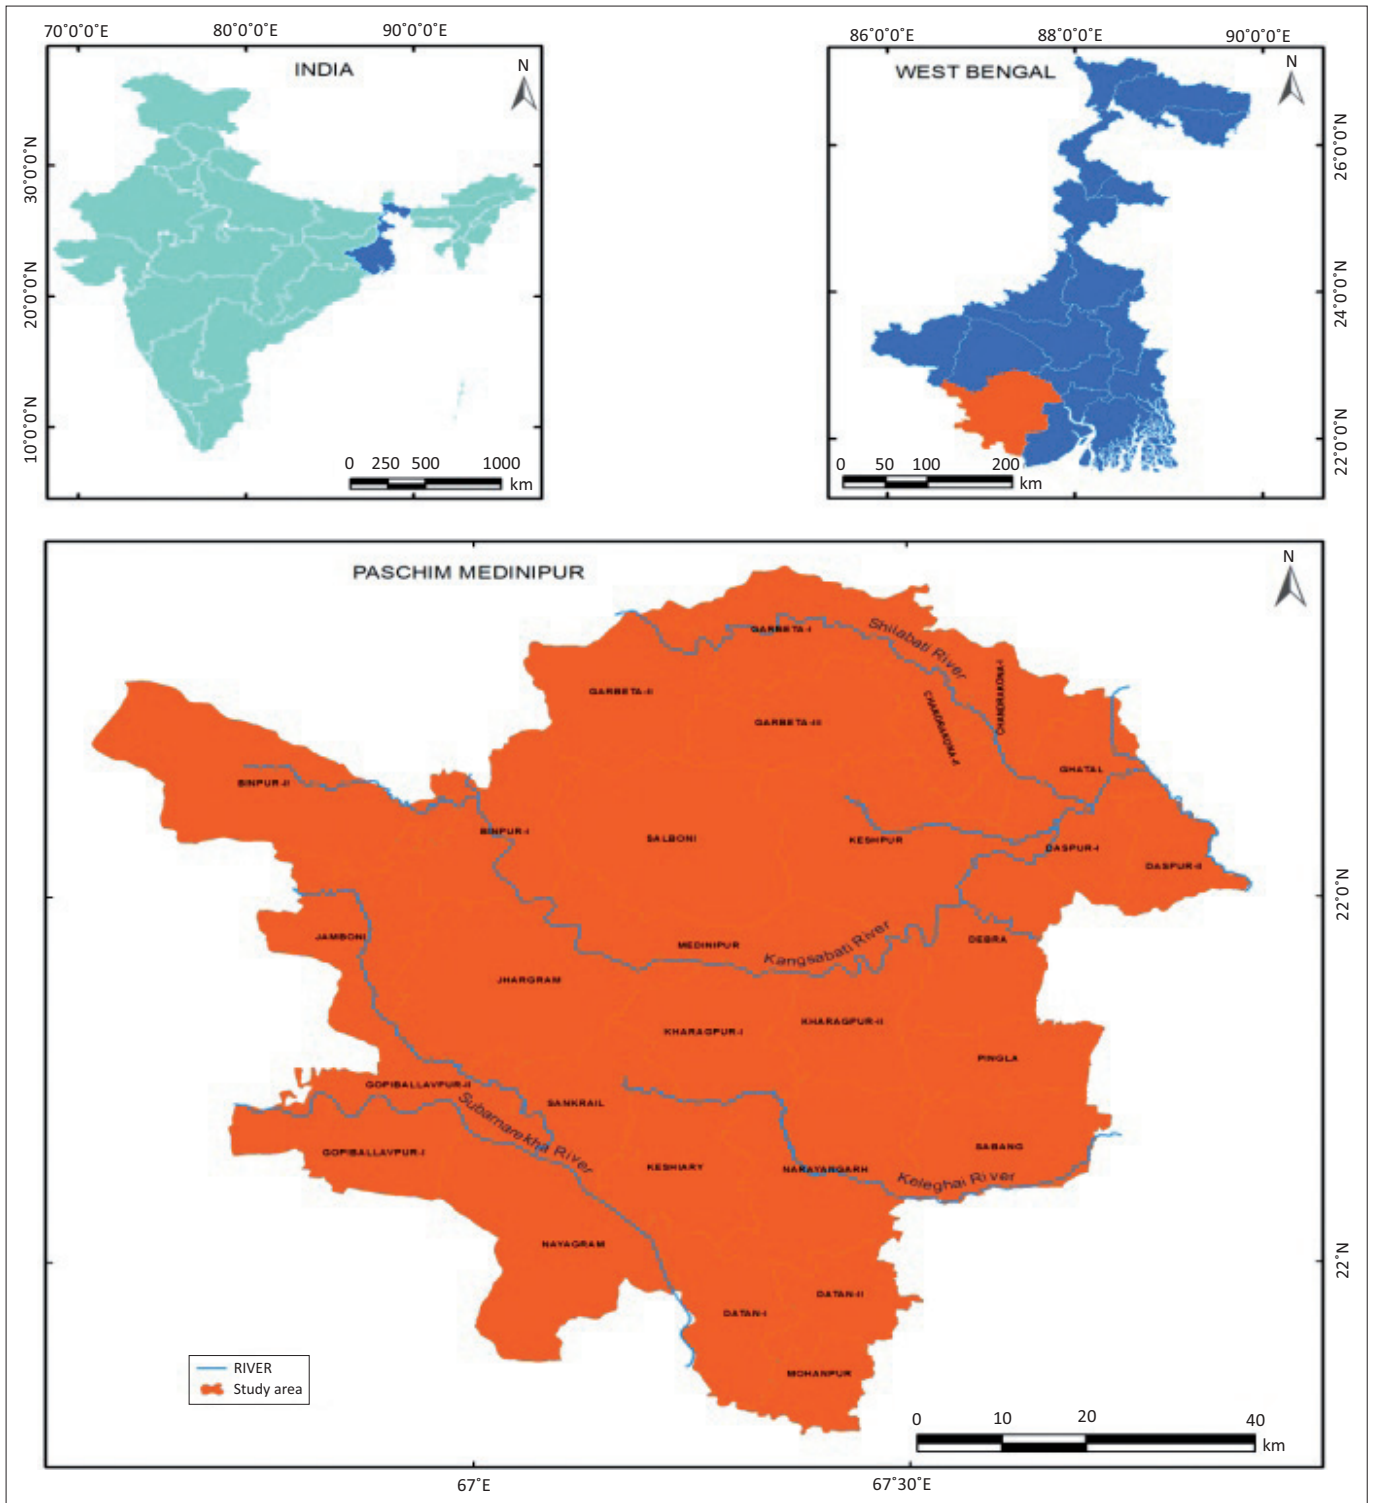 70°0'0"E 80°0'0"E 90°0'0"E
INDIA
N
30°0'0"N
20°0'0"N
10°0'0"N
0 250 500 1000
km
86°0'0"E 88°0'0"E 90°0'0"E
WEST BENGAL
N
26°0'0"N
24°0'0"N
22°0'0"N
0 50 100 200
km
PASCHIM MEDINIPUR
N
GARBETA-I
Shilabati River
GARBETA-II
CHANDRAKONA-I
GARBETA-III
CHANDRAKONA-II
GHATAL
BINPUR-II
BINPUR-I
SALBONI
KESHPUR
DASPUR-I
DASPUR-II
22°0'N
JAMBONI
MEDINIPUR
Kangsabati River
DEBRA
JHARGRAM
KHARAGPUR-I
KHARAGPUR-II
PINGLA
GOPIBALLAVPUR-II
SANKRAIL
Subarnarekha River
GOPIBALLAVPUR-I
KESHIARY
NARAYANGARH
SABANG
Keleghai River
NAYAGRAM
22°N
DATAN-II
DATAN-I
MOHANPUR
RIVER
Study area
0 10 20 40
km
67°E 67°30'E